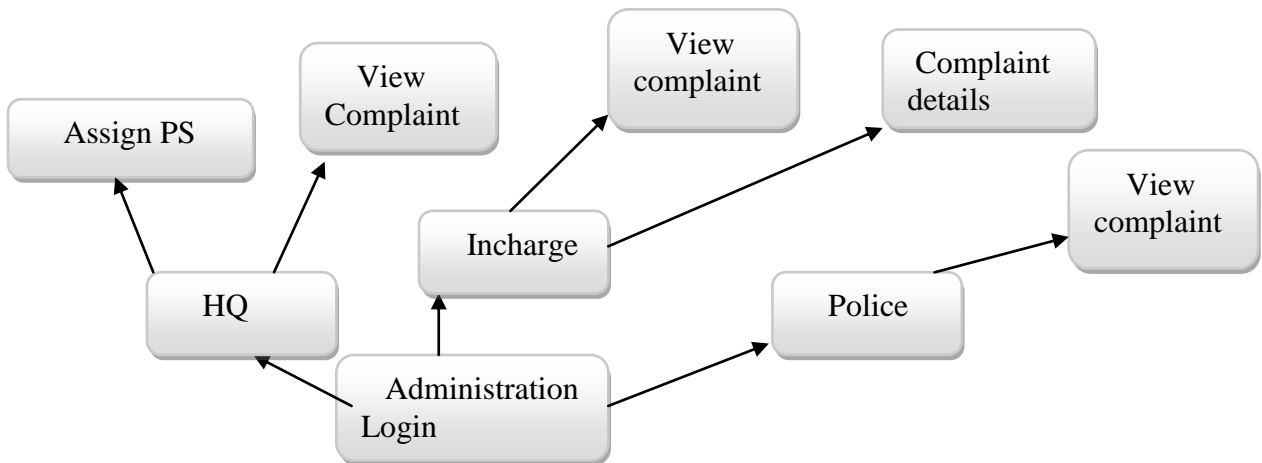 View
complaint
Complaint
details
View
Complaint
Assign PS
View
complaint
Incharge
HQ
Police
Administration
Login